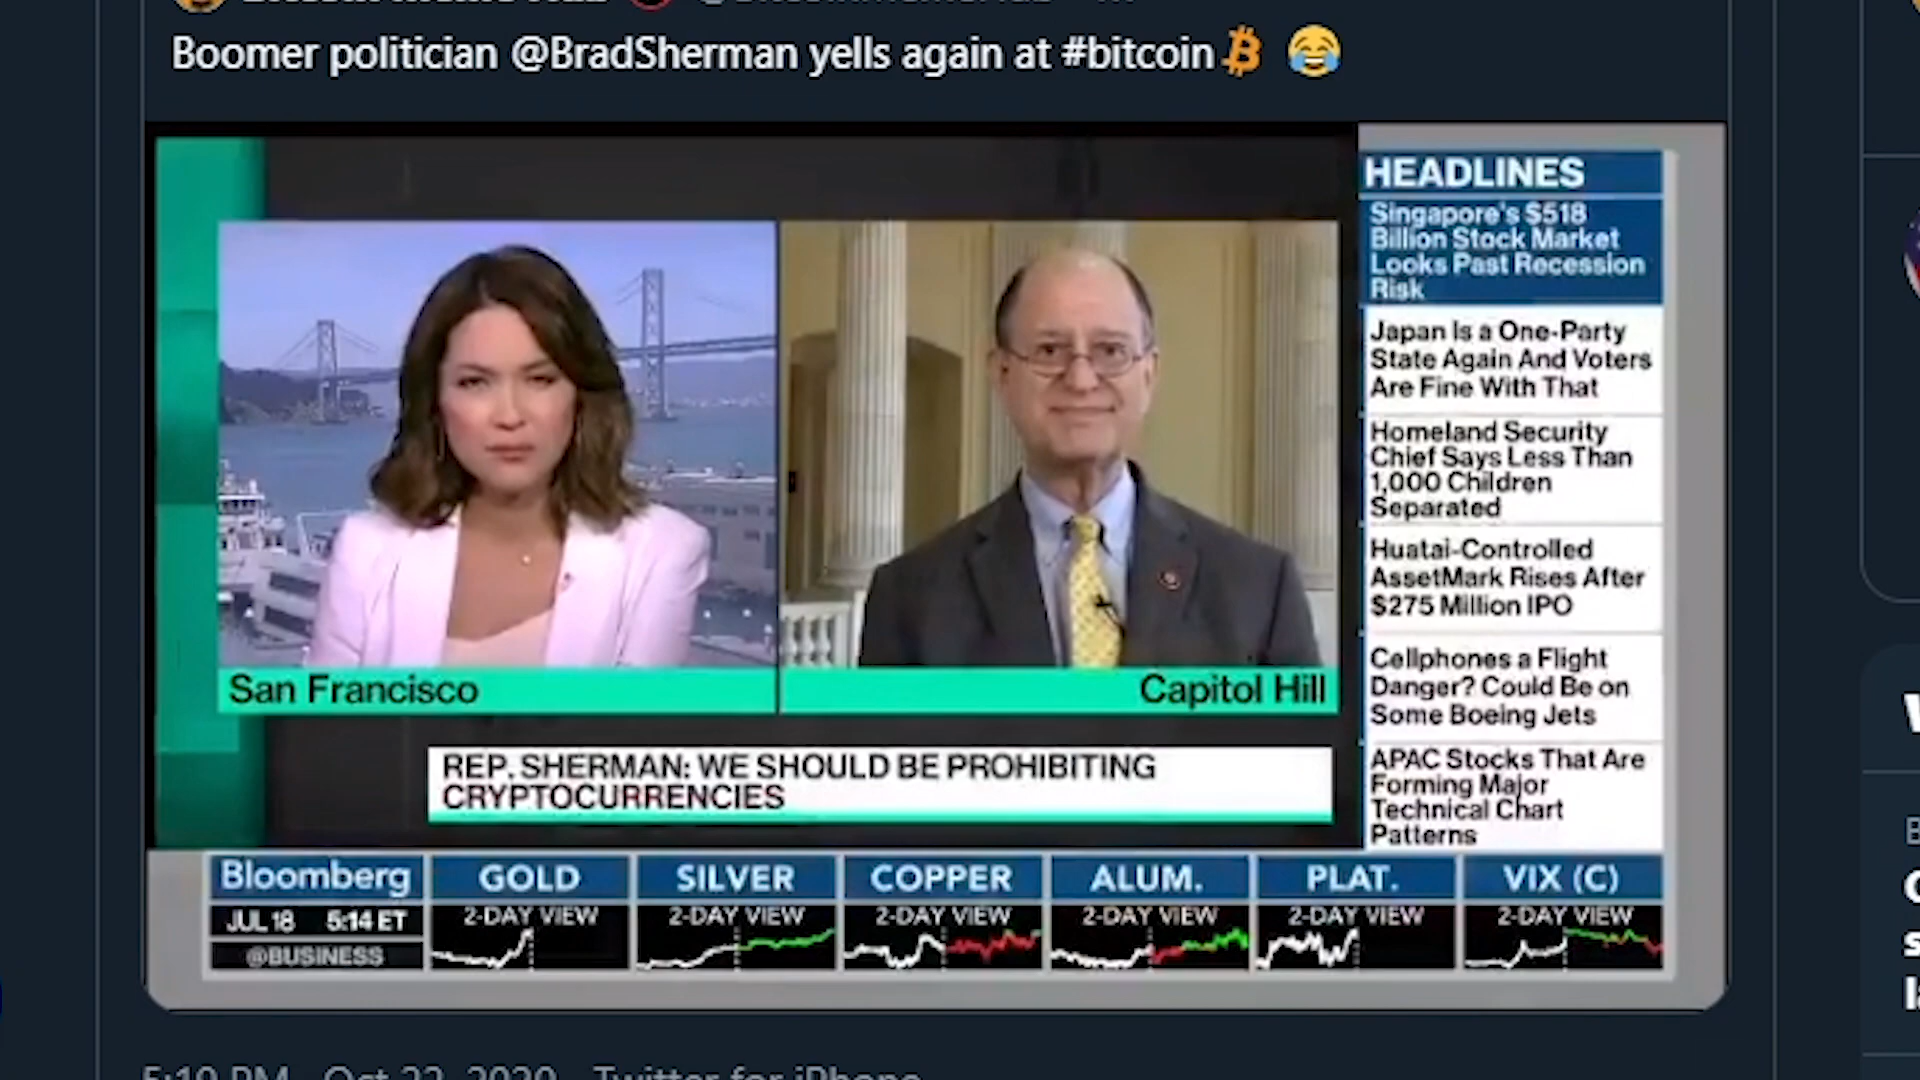 Boomer politician @BradSherman yells again at #bitcoin
HEADLINES
Singapore's $518
Billion Stock Market
Looks Past Recession
Risk
Japan Is a One-Party
State Again And Voters
Are Fine With That
Homeland Security
Chief Says Less Than
1,000 Children
Separated
Huatai-Controlled
AssetMark Rises After
$275 Million IPO
Cellphones a Flight
Danger? Could Be on
Some Boeing Jets
APAC Stocks That Are
Forming Major
Technical Chart
Patterns
San Francisco
Capitol Hill
REP. SHERMAN: WE SHOULD BE PROHIBITING
CRYPTOCURRENCIES
Bloomberg GOLD SILVER COPPER ALUM. PLAT. VIX (C)
JUL 18 5:14 ET 2-DAY VIEW 2-DAY VIEW 2-DAY VIEW 2-DAY VIEW 2-DAY VIEW 2-DAY VIEW
@BUSINESS
Twitter for iPhone